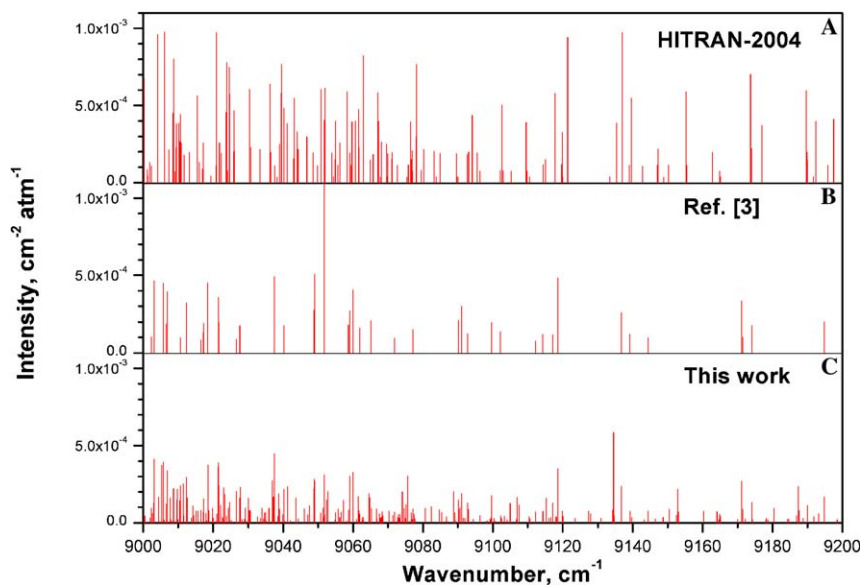 1.0x10⁻³
5.0x10⁻⁴
0.0
HITRAN-2004
A
1.0x10⁻³
5.0x10⁻⁴
0.0
Ref. [3]
B
1.0x10⁻³
5.0x10⁻⁴
0.0
This work
C
Intensity, cm⁻² atm⁻¹
9000 9020 9040 9060 9080 9100 9120 9140 9160 9180 9200
Wavenumber, cm⁻¹